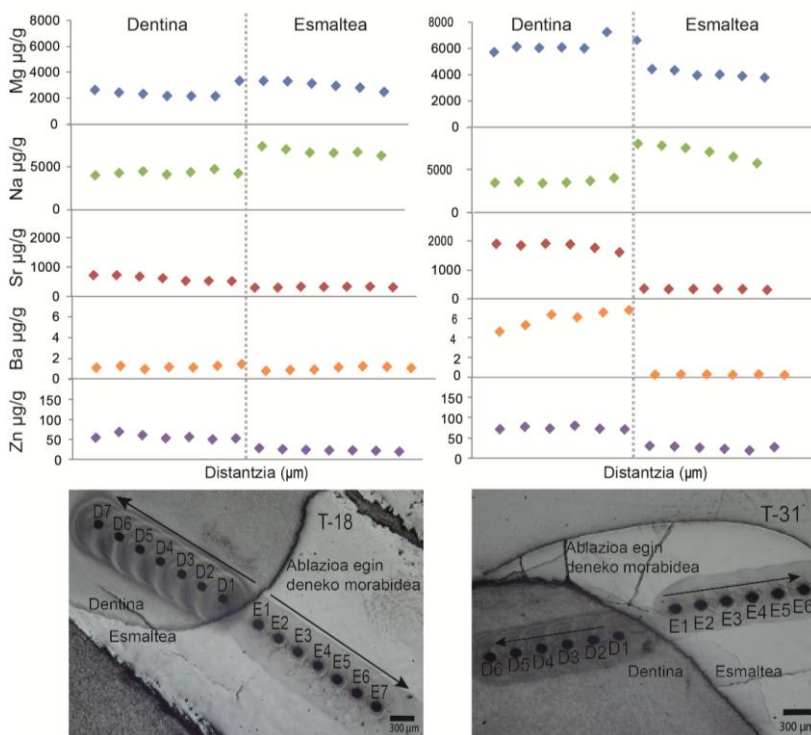 Dentina Esmaltea
Mg µg/g
8000
6000
4000
2000
0
Na µg/g
5000
0
Sr µg/g
2000
1000
0
Ba µg/g
6
4
2
0
Zn µg/g
150
100
50
0
Dentina Esmaltea
8000
6000
4000
2000
0
5000
0
2000
1000
0
6
4
2
0
150
100
50
0
Distantzia (µm)
Distantzia (µm)
T-18
D7
D6
D5
D4
D3
D2
D1
Ablazioa egin
deneko morabidea
Dentina
Esmaltea
E1
E2
E3
E4
E5
E6
E7
300 µm
T-31
Ablazioa egin
deneko morabidea
E1 E2 E3 E4 E5 E6
D6 D5 D4 D3 D2 D1
Dentina
Esmaltea
300 µm